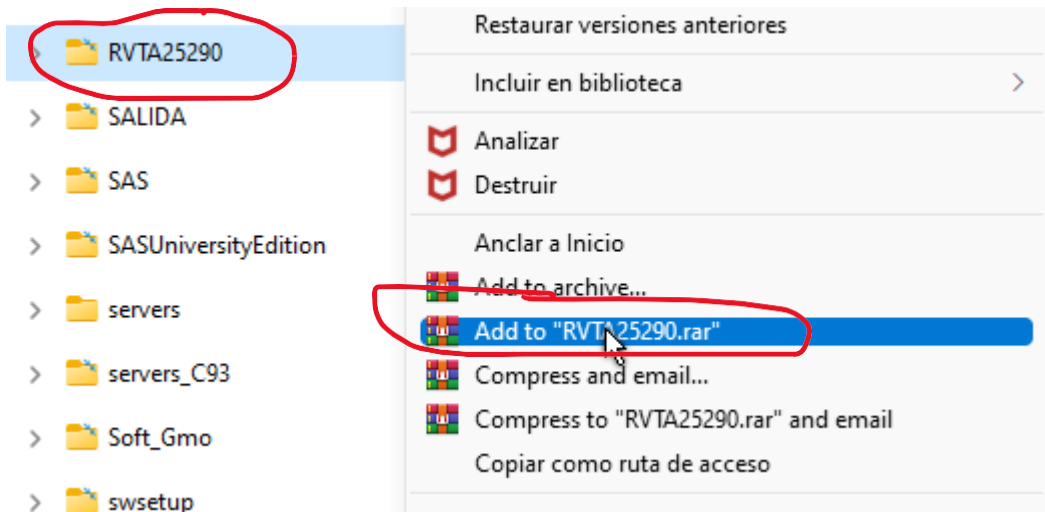 RVTA25290
SALIDA
SAS
SASUniversityEdition
servers
servers_C93
Soft_Gmo
swsetup
Restaurar versiones anteriores
Incluir en biblioteca
Analizar
Destruir
Anclar a Inicio
Add to archive...
Add to "RVTA25290.rar"
Compress and email...
Compress to "RVTA25290.rar" and email
Copiar como ruta de acceso